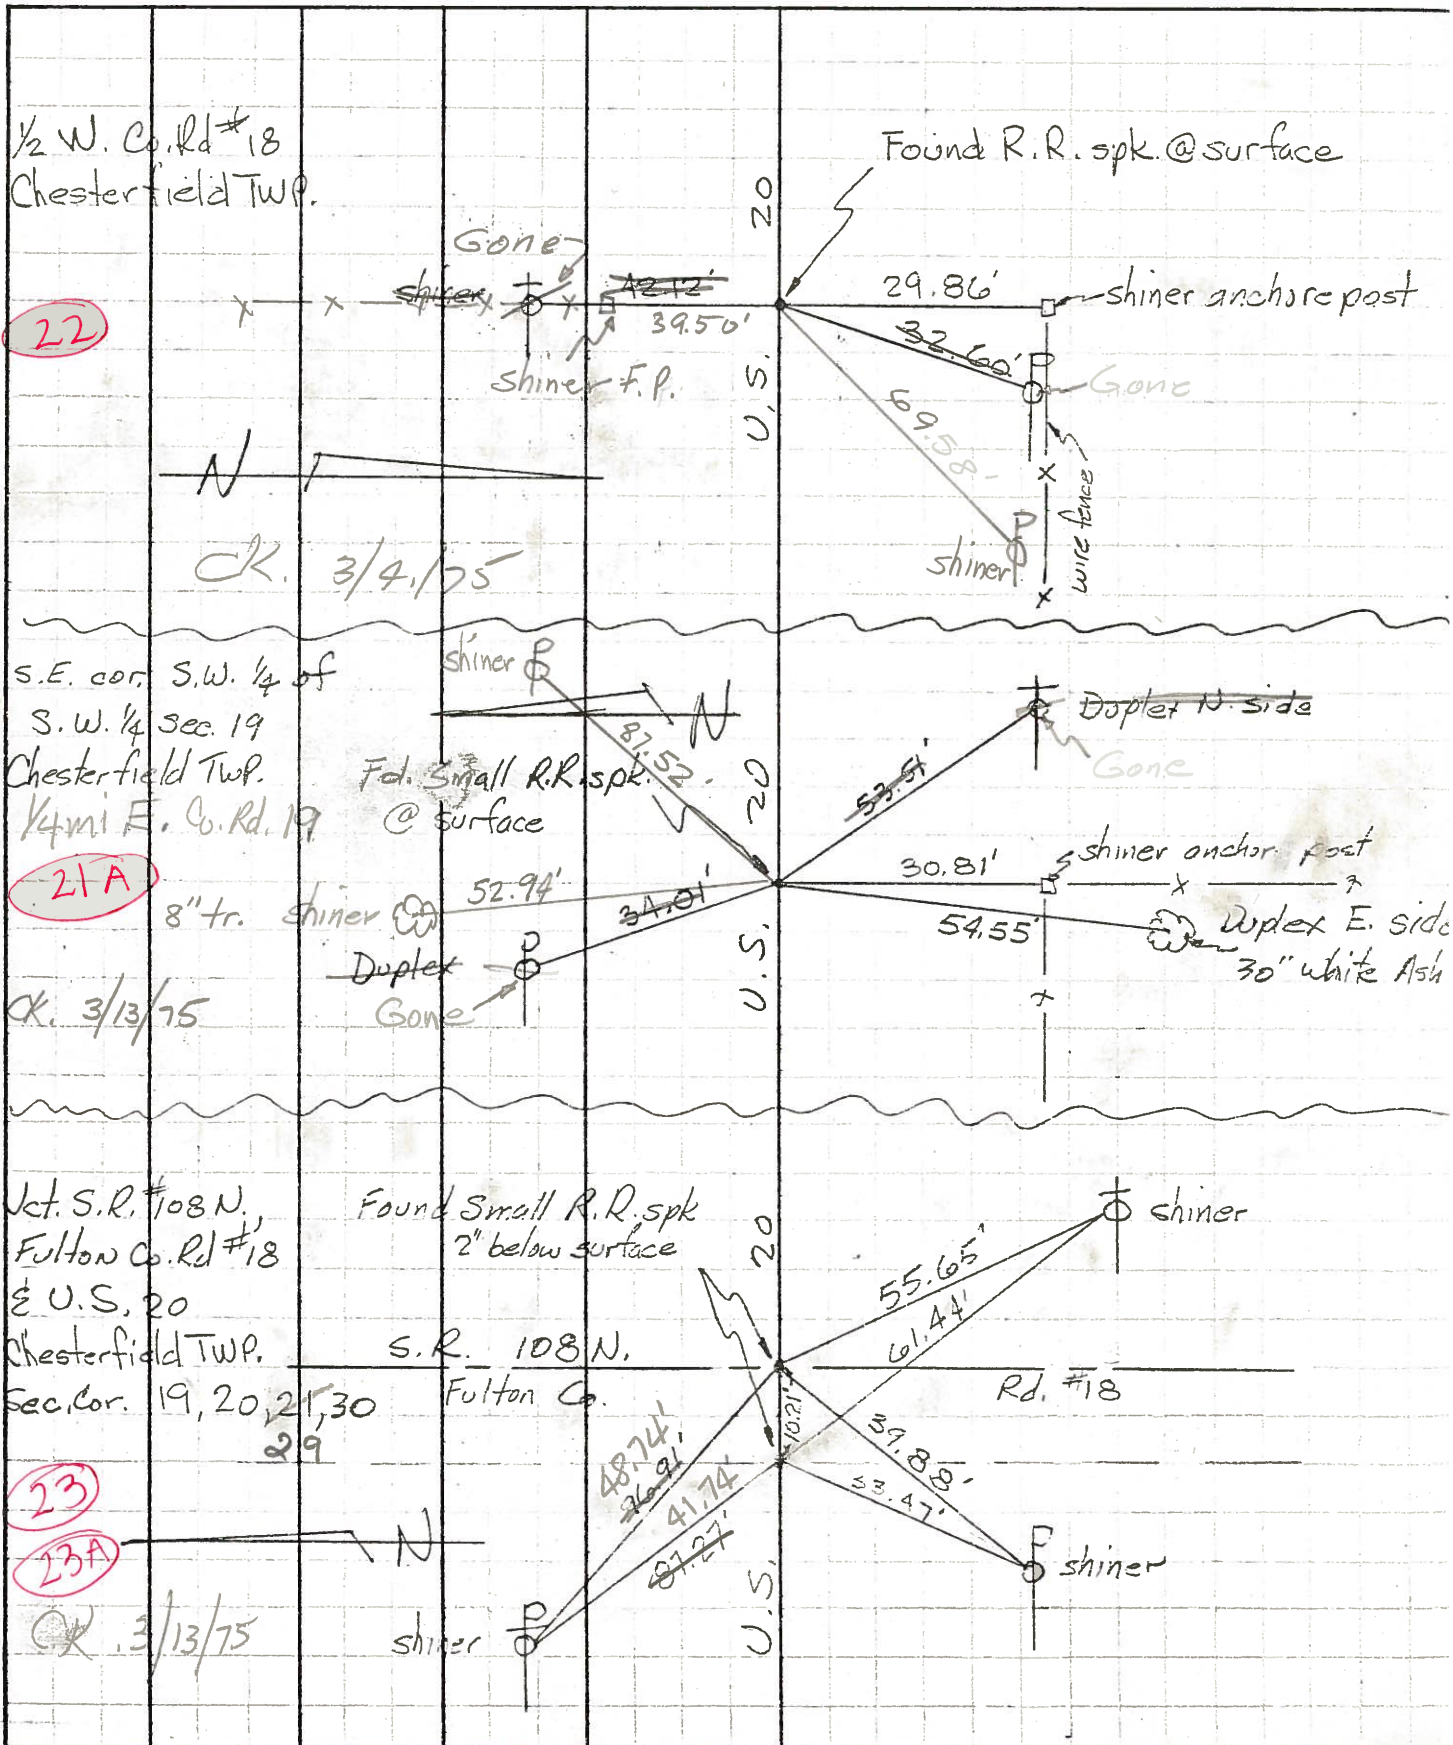 1/2 W. Co. Rd #18
Chesterfield TWP.
22
Found R.R. spk. @ surface
Gone
shiner
42.12'
39.50'
shiner F.P.
U.S. 20
29.86'
shiner anchore post
32.60'
P
Gone
69.58'
P
shiner
wire fence
N
CK. 3/4/75
S.E. cor. S.W. 1/4 of
S.W. 1/4 sec. 19
Chesterfield TWP.
1/4 mi E. Co. Rd. 19
21A
CK. 3/13/75
shiner P
87.52'
N
Fd. Small R.R. spk.
@ surface
U.S. 20
53.51'
Duplex N. side
Gone
8" tr. shiner
52.94'
34.01'
Duplex
P
Gone
30.81'
shiner anchor post
54.55'
Duplex E. side
30" white Ash
Jct. S.R. #108 N.,
Fulton Co. Rd #18
& U.S. 20
Chesterfield TWP.
Sec. Cor. 19, 20, 21, 30
29
23
23A
CK. 3/13/75
Found Small R.R. spk
2" below surface
U.S. 20
S.R. 108 N.
Fulton Co.
Rd. #18
55.65'
61.44'
shiner
10.21'
48.74'
41.74'
87.27'
39.88'
53.47'
P
shiner
N
shiner
P